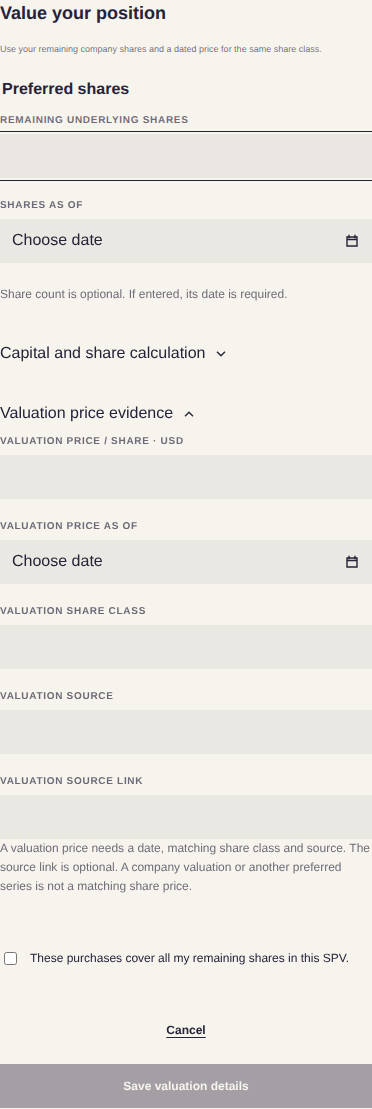 Value your position
Use your remaining company shares and a dated price for the same share class.
Preferred shares
REMAINING UNDERLYING SHARES
SHARES AS OF
Choose date
Share count is optional. If entered, its date is required.
Capital and share calculation
Valuation price evidence
VALUATION PRICE / SHARE · USD
VALUATION PRICE AS OF
Choose date
VALUATION SHARE CLASS
VALUATION SOURCE
VALUATION SOURCE LINK
A valuation price needs a date, matching share class and source. The
source link is optional. A company valuation or another preferred
series is not a matching share price.
These purchases cover all my remaining shares in this SPV.
Cancel
Save valuation details